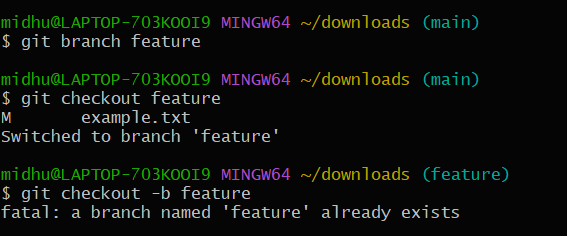 midhu@LAPTOP-703KOOI9 MINGW64 ~/downloads (main)
$ git branch feature
midhu@LAPTOP-703KOOI9 MINGW64 ~/downloads (main)
$ git checkout feature
M       example.txt
Switched to branch 'feature'
midhu@LAPTOP-703KOOI9 MINGW64 ~/downloads (feature)
$ git checkout -b feature
fatal: a branch named 'feature' already exists